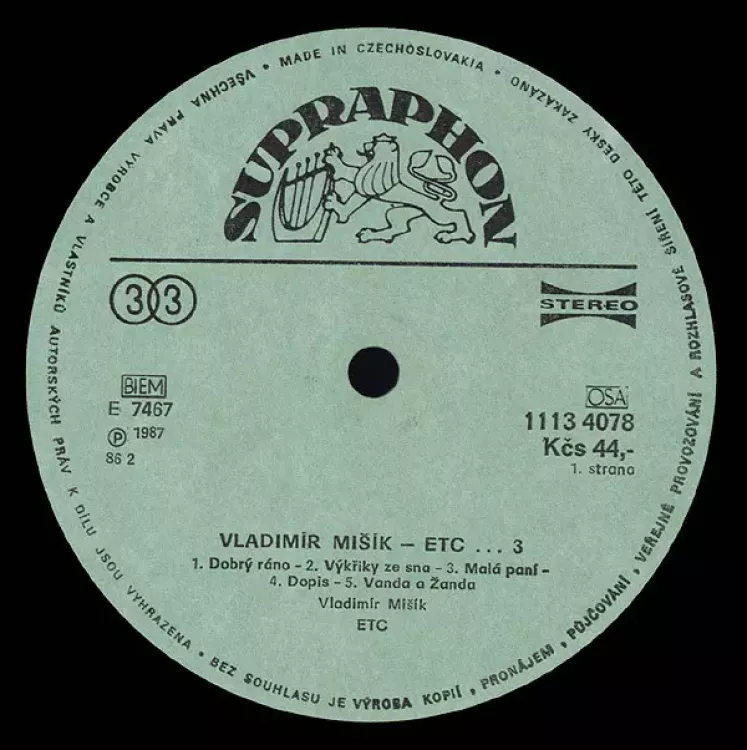 • VŠECHNA PRÁVA VÝROBCE A VLASTNÍKŮ AUTORSKÝCH PRÁV K DÍLU JSOU VYHRAZENA • BEZ SOUHLASU JE VÝROBA KOPIÍ, PRONÁJEM, PŮJČOVÁNÍ, VEŘEJNÉ PROVOZOVÁNÍ A ROZHLASOVÉ ŠÍŘENÍ TÉTO DESKY ZAKÁZÁNO • MADE IN CZECHOSLOVAKIA
SUPRAPHON
33
STEREO
BIEM
E 7467
℗ 1987
86 2
OSA
1113 4078
Kčs 44,-
1. strana
VLADIMÍR MIŠÍK – ETC ... 3
1. Dobrý ráno – 2. Výkřiky ze sna – 3. Malá paní –
4. Dopis – 5. Vanda a Žanda
Vladimír Mišík
ETC